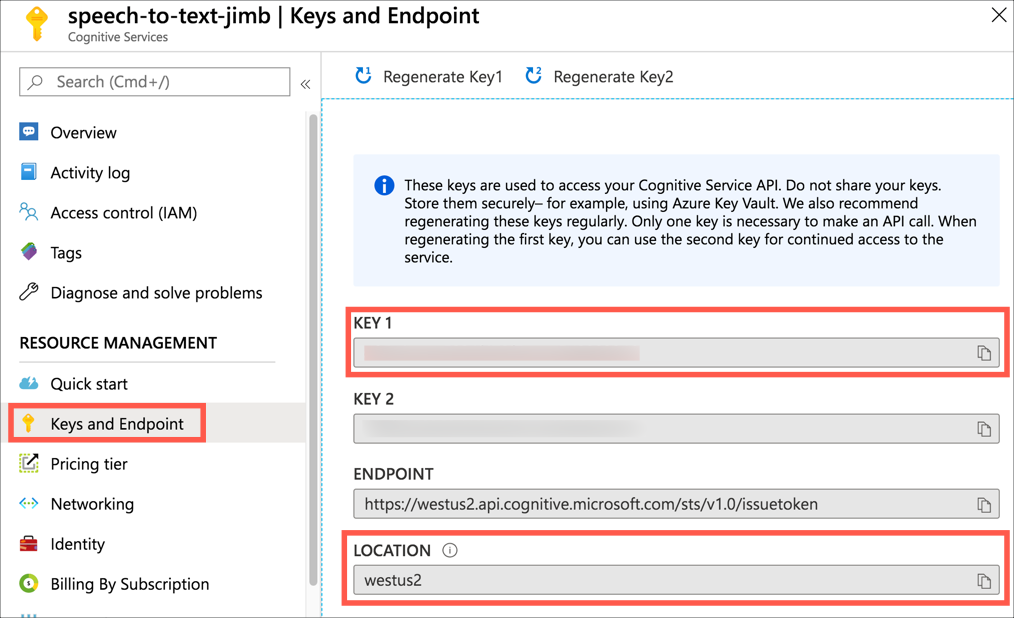 speech-to-text-jimb | Keys and Endpoint
Cognitive Services
Search (Cmd+/)
Overview
Activity log
Access control (IAM)
Tags
Diagnose and solve problems
RESOURCE MANAGEMENT
Quick start
Keys and Endpoint
Pricing tier
Networking
Identity
Billing By Subscription
1 Regenerate Key1
2 Regenerate Key2
These keys are used to access your Cognitive Service API. Do not share your keys.
Store them securely– for example, using Azure Key Vault. We also recommend
regenerating these keys regularly. Only one key is necessary to make an API call. When
regenerating the first key, you can use the second key for continued access to the
service.
KEY 1
KEY 2
ENDPOINT
https://westus2.api.cognitive.microsoft.com/sts/v1.0/issuetoken
LOCATION
westus2